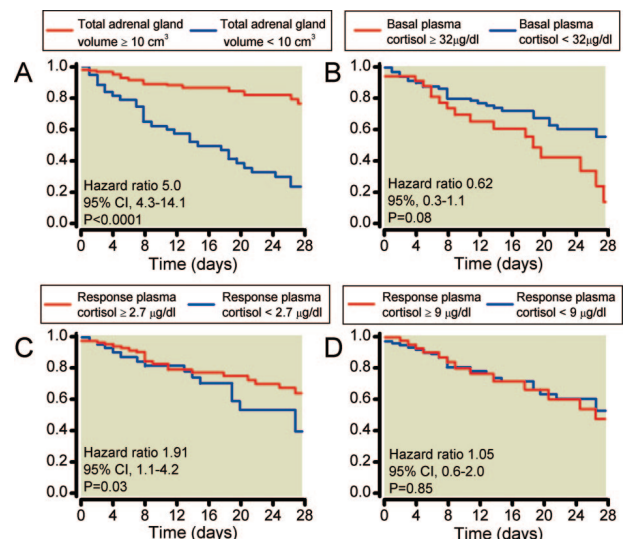 Total adrenal gland
volume ≥ 10 cm³
Total adrenal gland
volume < 10 cm³
A
1.0
0.8
0.6
0.4
0.2
0.0
Hazard ratio 5.0
95% CI, 4.3-14.1
P<0.0001
0 4 8 12 16 20 24 28
Time (days)
Basal plasma
cortisol ≥ 32µg/dl
Basal plasma
cortisol < 32µg/dl
B
1.0
0.8
0.6
0.4
0.2
0.0
Hazard ratio 0.62
95%, 0.3-1.1
P=0.08
0 4 8 12 16 20 24 28
Time (days)
Response plasma
cortisol ≥ 2.7 µg/dl
Response plasma
cortisol < 2.7 µg/dl
C
1.0
0.8
0.6
0.4
0.2
0.0
Hazard ratio 1.91
95% CI, 1.1-4.2
P=0.03
0 4 8 12 16 20 24 28
Time (days)
Response plasma
cortisol ≥ 9 µg/dl
Response plasma
cortisol < 9 µg/dl
D
1.0
0.8
0.6
0.4
0.2
0.0
Hazard ratio 1.05
95% CI, 0.6-2.0
P=0.85
0 4 8 12 16 20 24 28
Time (days)